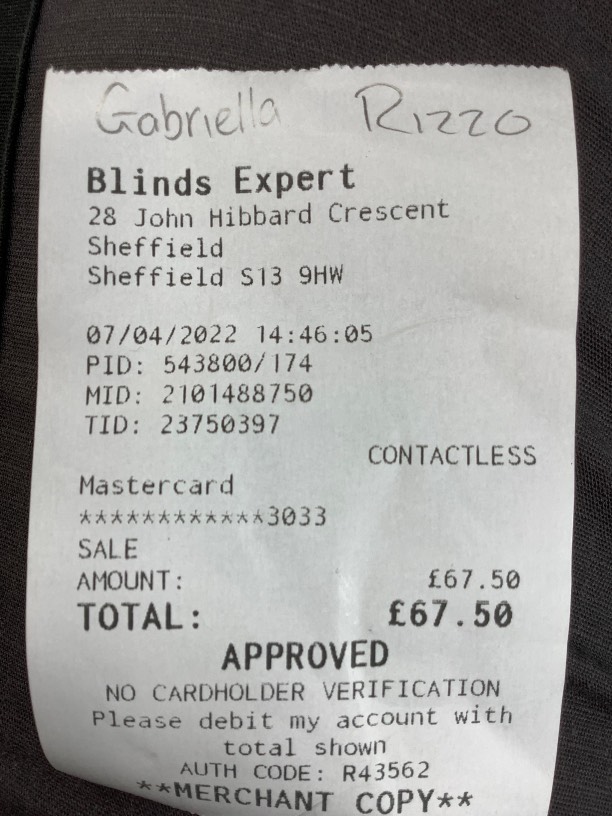 Gabriella Rizzo
Blinds Expert
28 John Hibbard Crescent
Sheffield
Sheffield S13 9HW
07/04/2022 14:46:05
PID: 543800/174
MID: 2101488750
TID: 23750397
CONTACTLESS
Mastercard
************3033
SALE
AMOUNT: £67.50
TOTAL: £67.50
APPROVED
NO CARDHOLDER VERIFICATION
Please debit my account with
total shown
AUTH CODE: R43562
**MERCHANT COPY**